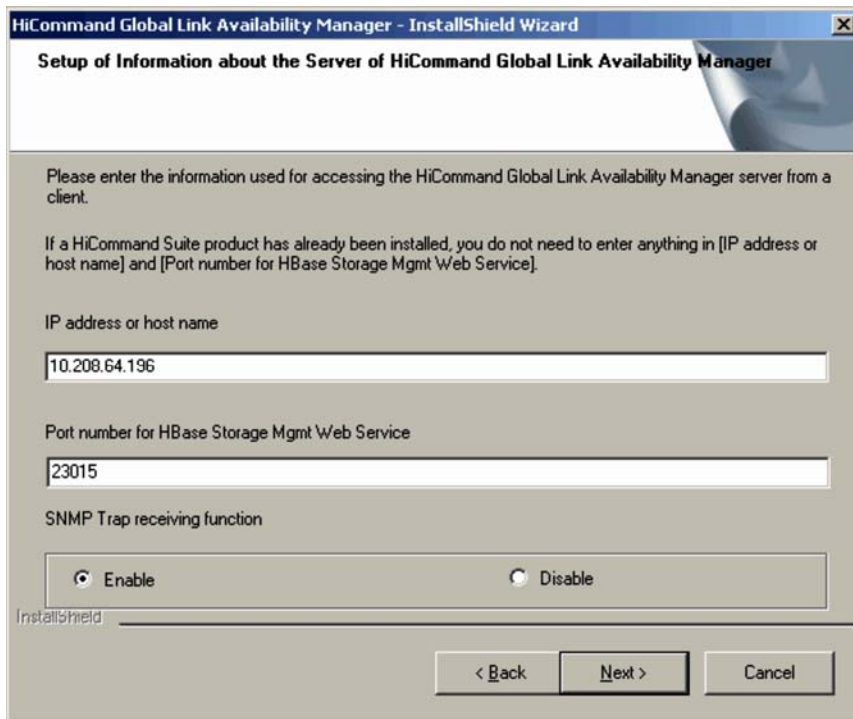 HiCommand Global Link Availability Manager - InstallShield Wizard
Setup of Information about the Server of HiCommand Global Link Availability Manager
Please enter the information used for accessing the HiCommand Global Link Availability Manager server from a
client.
If a HiCommand Suite product has already been installed, you do not need to enter anything in [IP address or
host name] and [Port number for HBase Storage Mgmt Web Service].
IP address or host name
10.208.64.196
Port number for HBase Storage Mgmt Web Service
23015
SNMP Trap receiving function
Enable Disable
InstallShield
< Back Next > Cancel